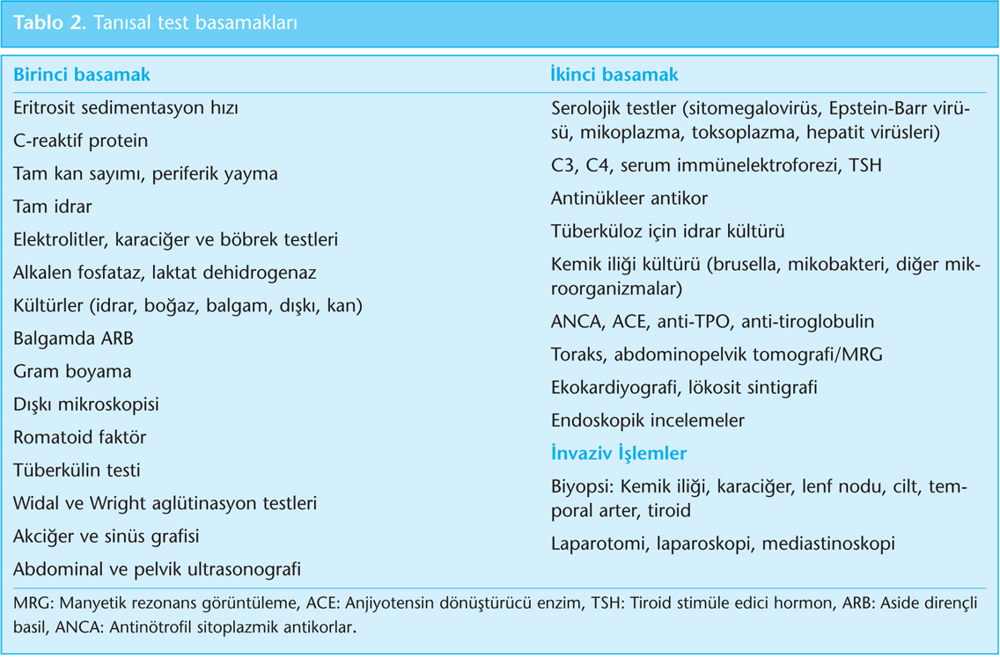 Tablo 2. Tanısal test basamakları
Birinci basamak
Eritrosit sedimentasyon hızı
C-reaktif protein
Tam kan sayımı, periferik yayma
Tam idrar
Elektrolitler, karaciğer ve böbrek testleri
Alkalen fosfataz, laktat dehidrogenaz
Kültürler (idrar, boğaz, balgam, dışkı, kan)
Balgamda ARB
Gram boyama
Dışkı mikroskopisi
Romatoid faktör
Tüberkülin testi
Widal ve Wright aglütinasyon testleri
Akciğer ve sinüs grafisi
Abdominal ve pelvik ultrasonografi
İkinci basamak
Serolojik testler (sitomegalovirüs, Epstein-Barr virü-
sü, mikoplazma, toksoplazma, hepatit virüsleri)
C3, C4, serum immünelektroforezi, TSH
Antinükleer antikor
Tüberküloz için idrar kültürü
Kemik iliği kültürü (brusella, mikobakteri, diğer mik-
roorganizmalar)
ANCA, ACE, anti-TPO, anti-tiroglobulin
Toraks, abdominopelvik tomografi/MRG
Ekokardiyografi, lökosit sintigrafi
Endoskopik incelemeler
İnvaziv İşlemler
Biyopsi: Kemik iliği, karaciğer, lenf nodu, cilt, tem-
poral arter, tiroid
Laparotomi, laparoskopi, mediastinoskopi
MRG: Manyetik rezonans görüntüleme, ACE: Anjiyotensin dönüştürücü enzim, TSH: Tiroid stimüle edici hormon, ARB: Aside dirençli
basil, ANCA: Antinötrofil sitoplazmik antikorlar.